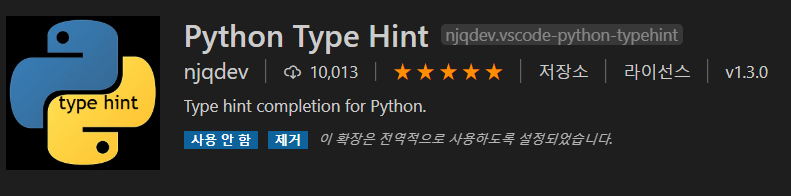 type hint
Python Type Hint njqdev.vscode-python-typehint
njqdev 10,013 ★★★★★ 저장소 라이선스 v1.3.0
Type hint completion for Python.
사용 안 함 제거 이 확장은 전역적으로 사용하도록 설정되었습니다.